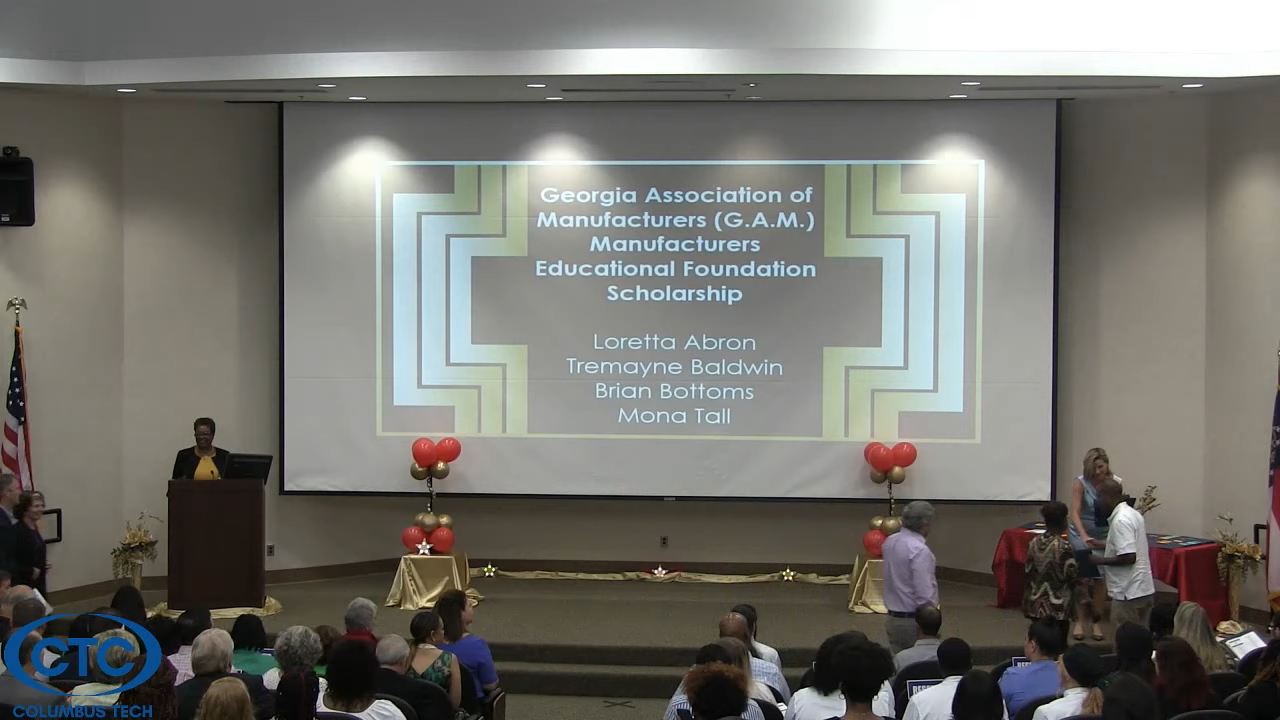 Georgia Association of
Manufacturers (G.A.M.)
Manufacturers
Educational Foundation
Scholarship
Loretta Abron
Tremayne Baldwin
Brian Bottoms
Mona Tall
CTC
COLUMBUS TECH